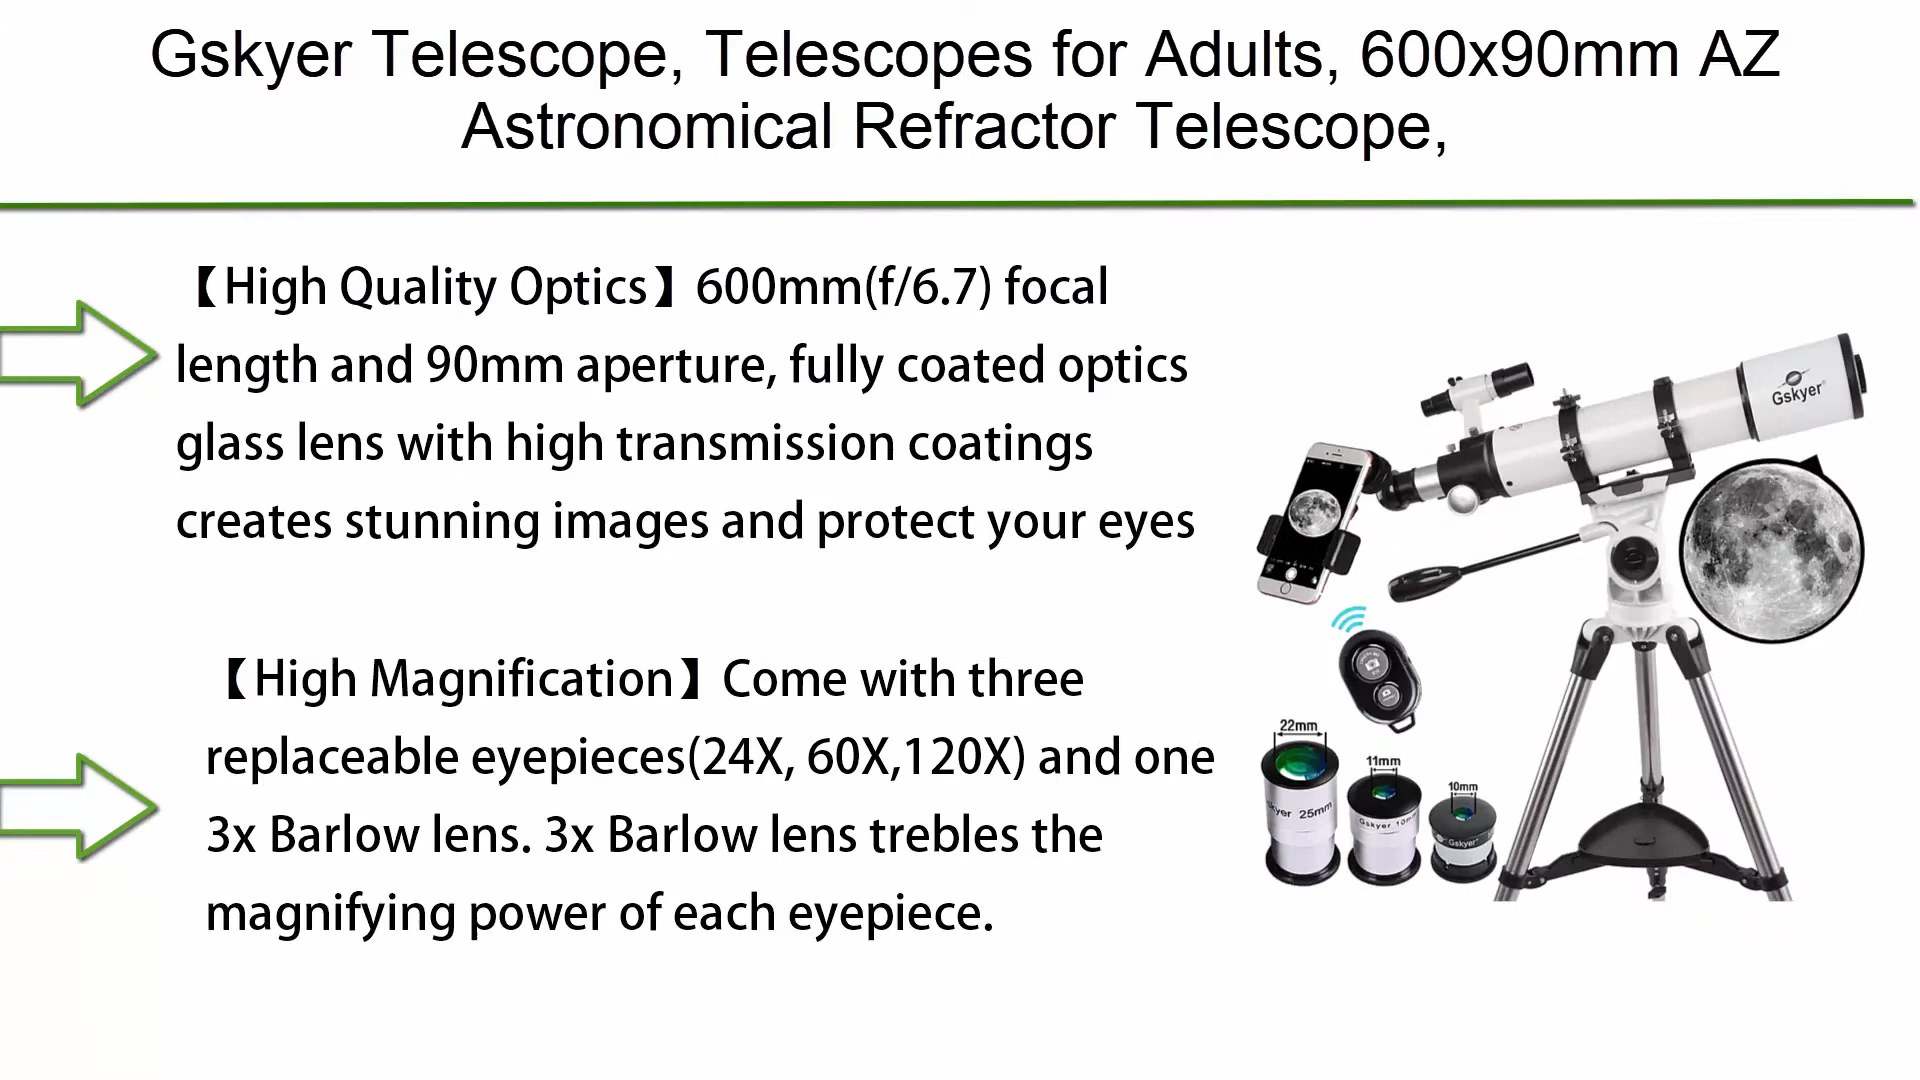 Gskyer Telescope, Telescopes for Adults, 600x90mm AZ
Astronomical Refractor Telescope,
【High Quality Optics】600mm(f/6.7) focal
length and 90mm aperture, fully coated optics
glass lens with high transmission coatings
creates stunning images and protect your eyes
【High Magnification】Come with three
replaceable eyepieces(24X, 60X,120X) and one
3x Barlow lens. 3x Barlow lens trebles the
magnifying power of each eyepiece.
Gskyer
22mm
11mm
10mm
skyer 25mm
Gskyer 10m
Gskyer